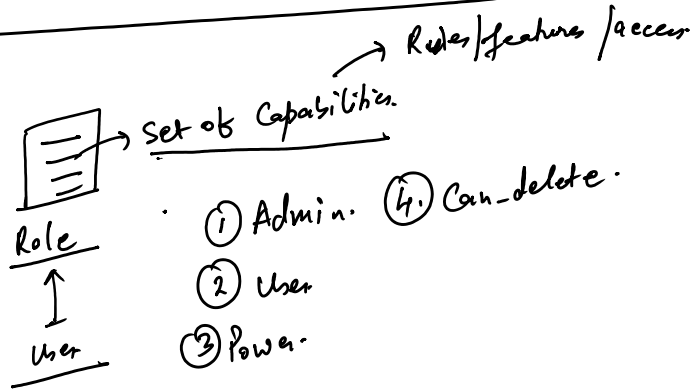 Rules/features/access
Set of Capabilities.
Role
User
① Admin.
② User
③ Power.
④. Can_delete.